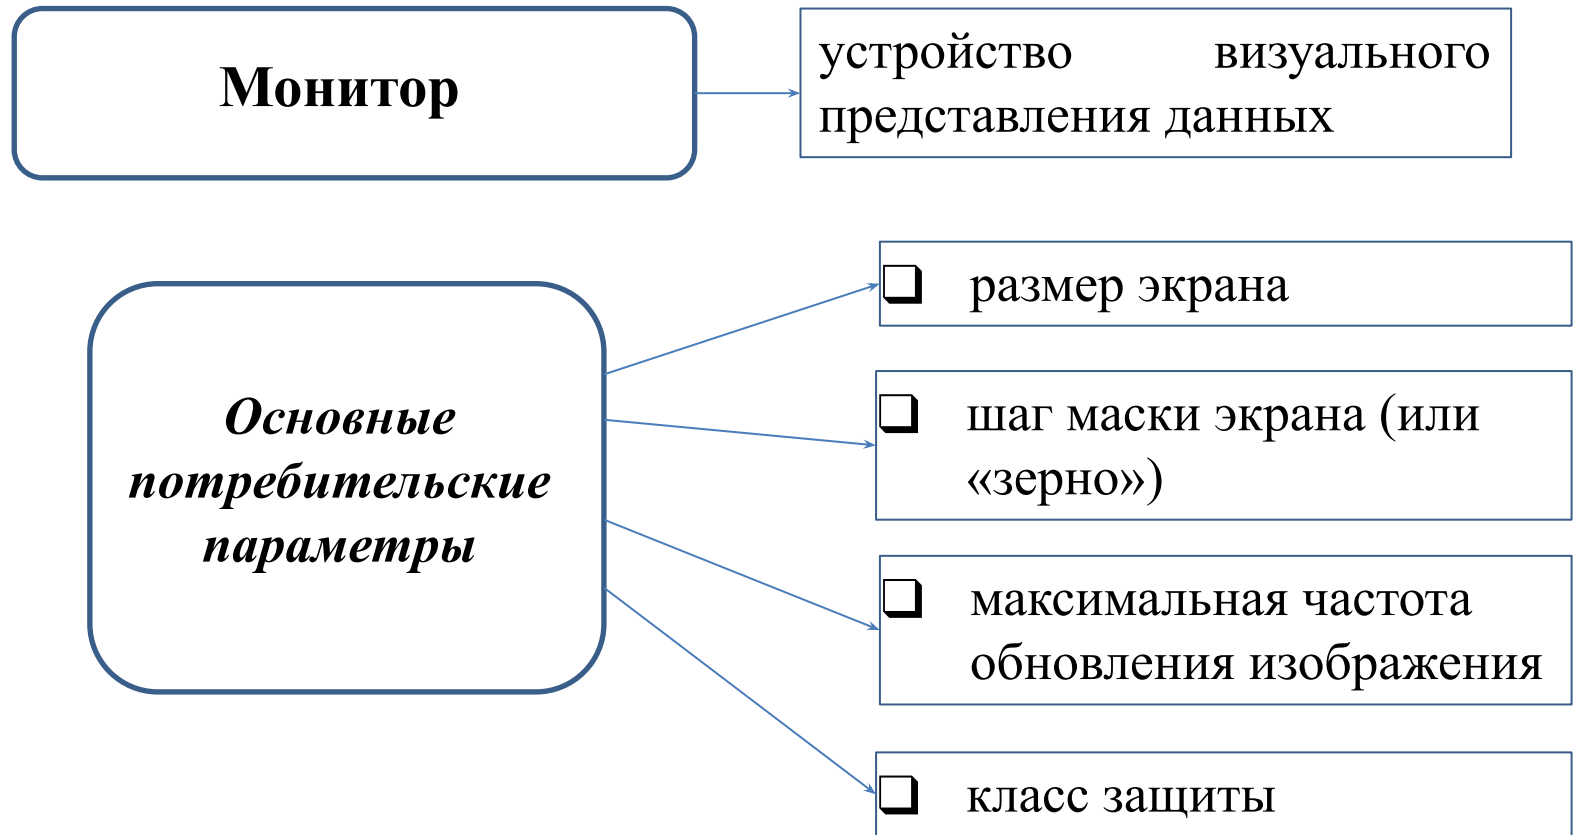 Монитор
устройство визуального
представления данных
Основные
потребительские
параметры
размер экрана
шаг маски экрана (или
«зерно»)
максимальная частота
обновления изображения
класс защиты